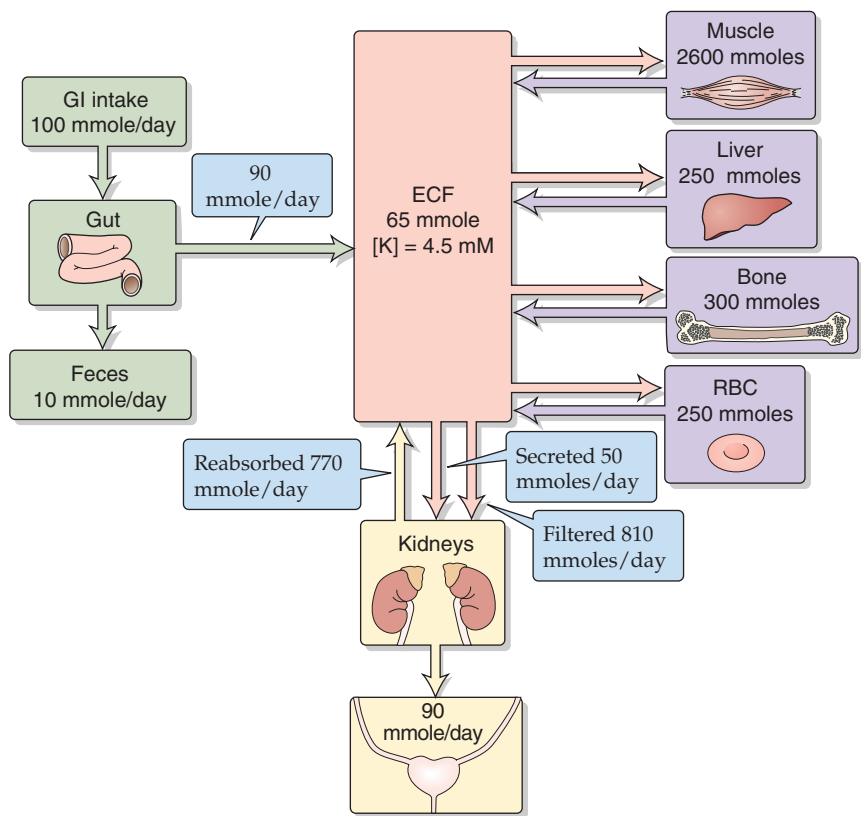 GI intake
100 mmole/day
90
mmole/day
Gut
Feces
10 mmole/day
ECF
65 mmole
[K] = 4.5 mM
Muscle
2600 mmoles
Liver
250 mmoles
Bone
300 mmoles
RBC
250 mmoles
Reabsorbed 770
mmole/day
Secreted 50
mmoles/day
Filtered 810
mmoles/day
Kidneys
90
mmole/day